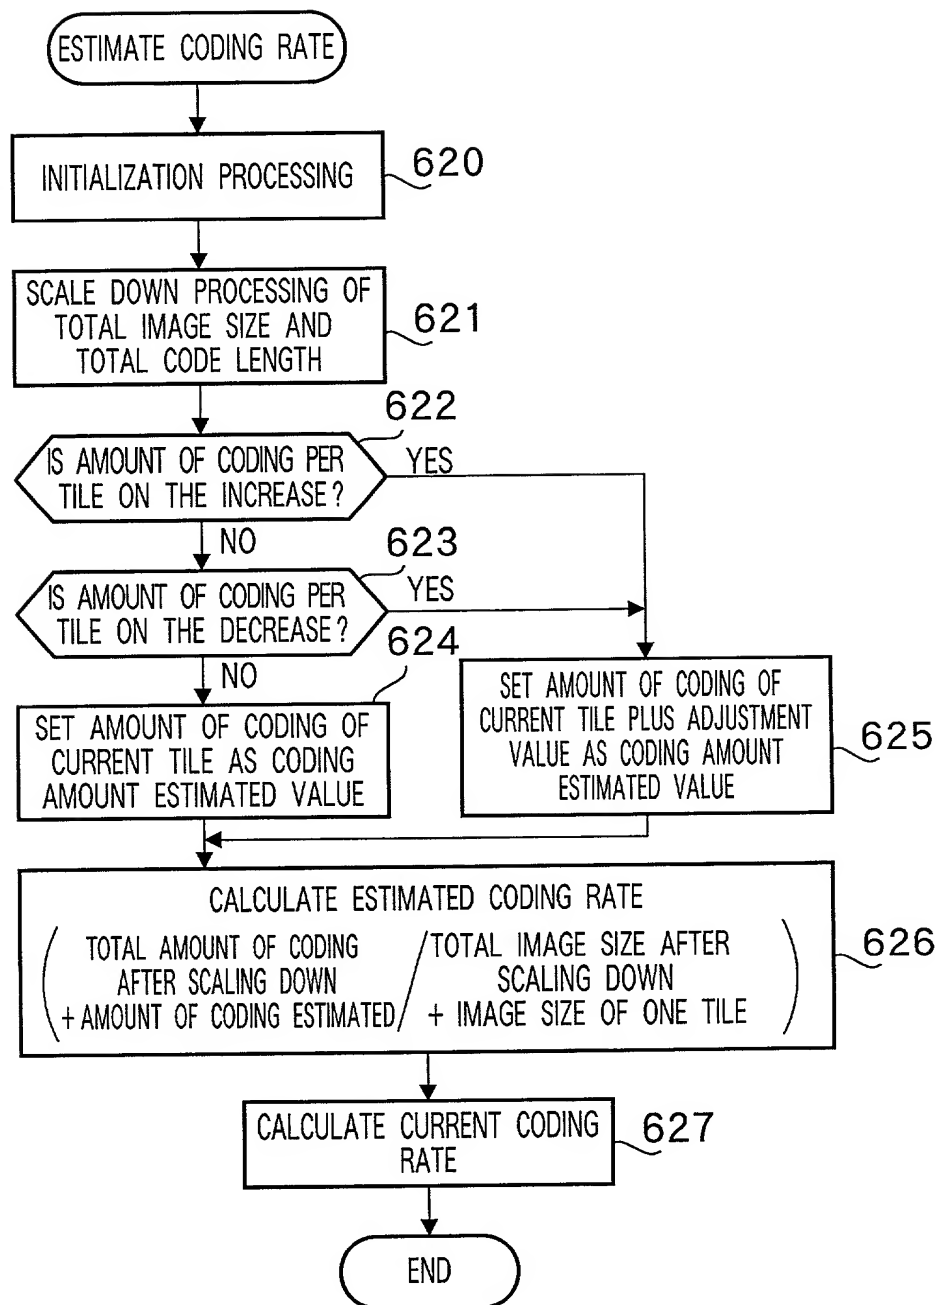 ESTIMATE CODING RATE
INITIALIZATION PROCESSING
620
SCALE DOWN PROCESSING OF
TOTAL IMAGE SIZE AND
TOTAL CODE LENGTH
621
622
IS AMOUNT OF CODING PER
TILE ON THE INCREASE?
YES
NO
623
IS AMOUNT OF CODING PER
TILE ON THE DECREASE?
YES
NO
624
SET AMOUNT OF CODING OF
CURRENT TILE AS CODING
AMOUNT ESTIMATED VALUE
SET AMOUNT OF CODING OF
CURRENT TILE PLUS ADJUSTMENT
VALUE AS CODING AMOUNT
ESTIMATED VALUE
625
CALCULATE ESTIMATED CODING RATE
( TOTAL AMOUNT OF CODING
AFTER SCALING DOWN
+ AMOUNT OF CODING ESTIMATED /
TOTAL IMAGE SIZE AFTER
SCALING DOWN
+ IMAGE SIZE OF ONE TILE )
626
CALCULATE CURRENT CODING
RATE
627
END